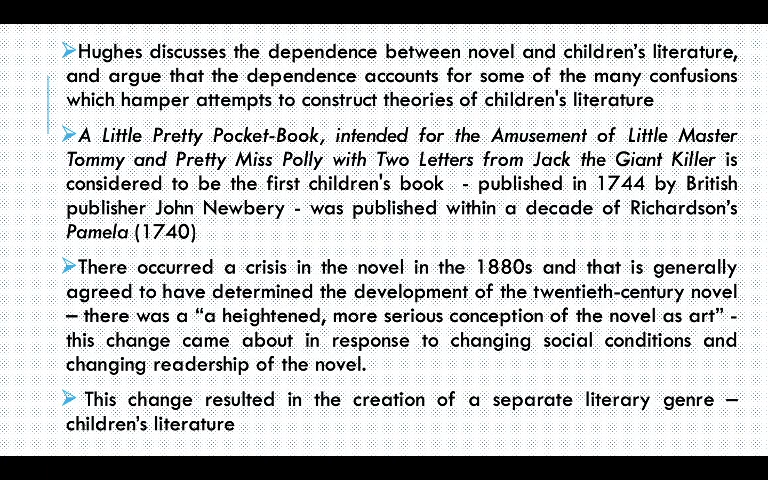 ➢Hughes discusses the dependence between novel and children’s literature,
and argue that the dependence accounts for some of the many confusions
which hamper attempts to construct theories of children's literature
➢A Little Pretty Pocket-Book, intended for the Amusement of Little Master
Tommy and Pretty Miss Polly with Two Letters from Jack the Giant Killer is
considered to be the first children's book - published in 1744 by British
publisher John Newbery - was published within a decade of Richardson’s
Pamela (1740)
➢There occurred a crisis in the novel in the 1880s and that is generally
agreed to have determined the development of the twentieth-century novel
– there was a “a heightened, more serious conception of the novel as art” -
this change came about in response to changing social conditions and
changing readership of the novel.
➢ This change resulted in the creation of a separate literary genre –
children’s literature